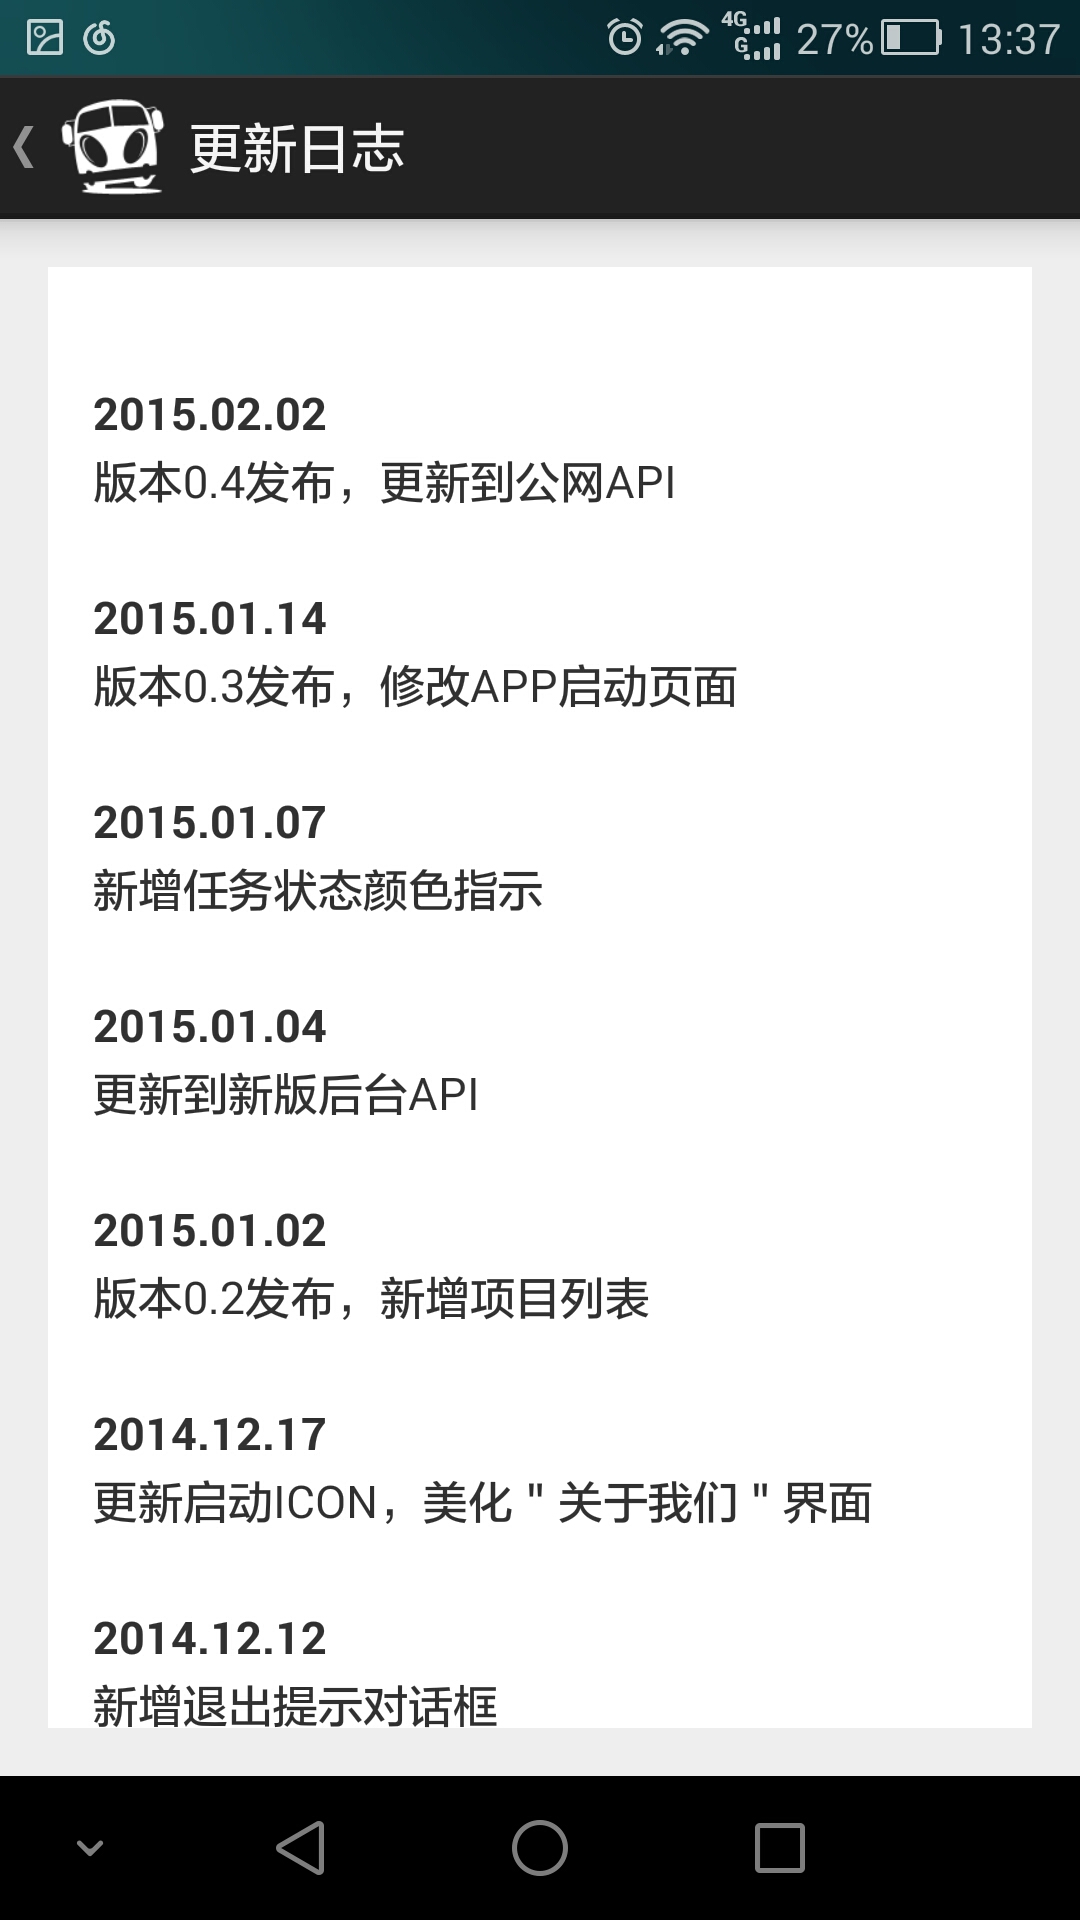 4G
G
27%
13:37
更新日志
2015.02.02
版本0.4发布，更新到公网API
2015.01.14
版本0.3发布，修改APP启动页面
2015.01.07
新增任务状态颜色指示
2015.01.04
更新到新版后台API
2015.01.02
版本0.2发布，新增项目列表
2014.12.17
更新启动ICON，美化＂关于我们＂界面
2014.12.12
新增退出提示对话框